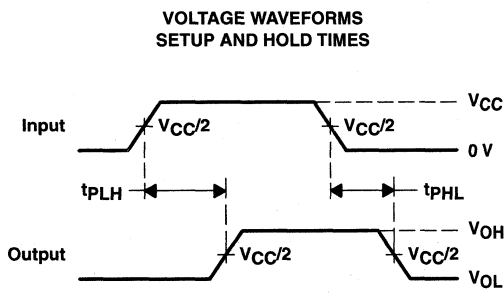 VOLTAGE WAVEFORMS
SETUP AND HOLD TIMES
VCC
Input
VCC/2
VCC/2
0 V
tPLH
tPHL
VOH
Output
VCC/2
VCC/2
VOL